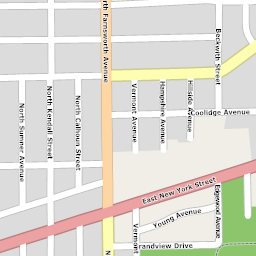 North Farnsworth Avenue
Beckwith Street
North Sumner Avenue
North Kendall Street
North Calhoun Street
Vermont Avenue
Hampshire Avenue
Hillside Avenue
Coolidge Avenue
East New York Street
Edgewood Avenue
Young Avenue
Vermont
Grandview Drive
N